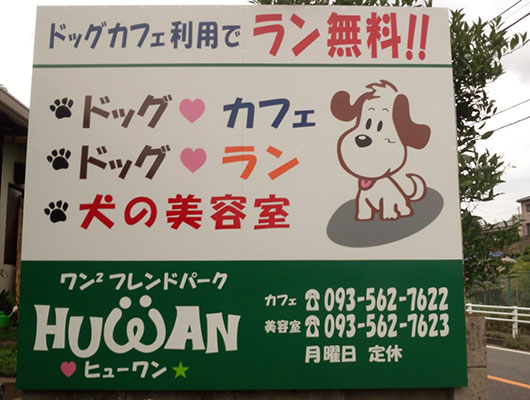 ドッグカフェ利用でラン無料!!
ドッグ♥カフェ
ドッグ♥ラン
犬の美容室
ワン²フレンドパーク
HUWAN
♥ヒューワン★
カフェ☎093-562-7622
美容室☎093-562-7623
月曜日 定休